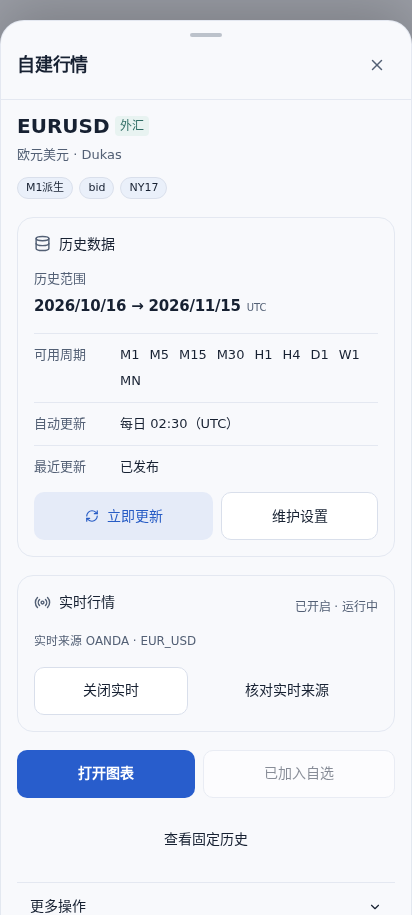 自建行情
EURUSD 外汇
欧元美元 · Dukas
M1派生 bid NY17
历史数据
历史范围
2026/10/16 → 2026/11/15 UTC
可用周期 M1 M5 M15 M30 H1 H4 D1 W1
MN
自动更新 每日 02:30（UTC）
最近更新 已发布
立即更新 维护设置
实时行情 已开启 · 运行中
实时来源 OANDA · EUR_USD
关闭实时 核对实时来源
打开图表 已加入自选
查看固定历史
更多操作